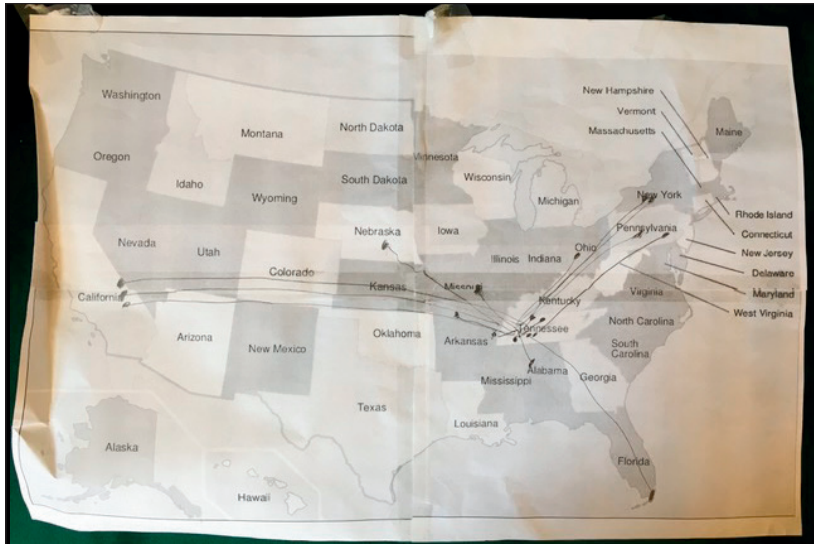 Washington
Oregon
Idaho
Montana
North Dakota
South Dakota
Wyoming
Nebraska
Nevada
Utah
Colorado
Kansas
California
Arizona
New Mexico
Oklahoma
Texas
Alaska
Hawaii
Minnesota
Wisconsin
Michigan
Iowa
Illinois
Indiana
Ohio
Missouri
Kentucky
Tennessee
Arkansas
Mississippi
Alabama
Georgia
Louisiana
Florida
South
Carolina
North Carolina
Virginia
Pennsylvania
New York
New Hampshire
Vermont
Massachusetts
Maine
Rhode Island
Connecticut
New Jersey
Delaware
Maryland
West Virginia